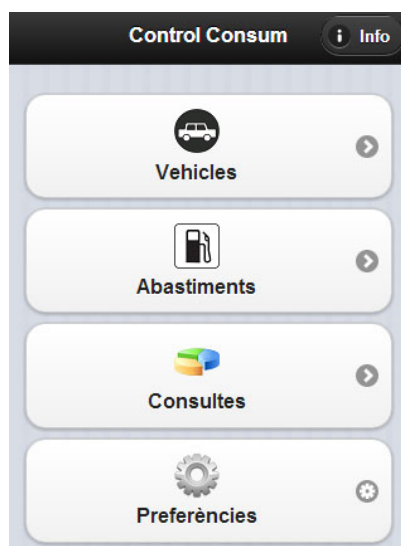 Control Consum
Info
Vehicles
Abastiments
Consultes
Preferències